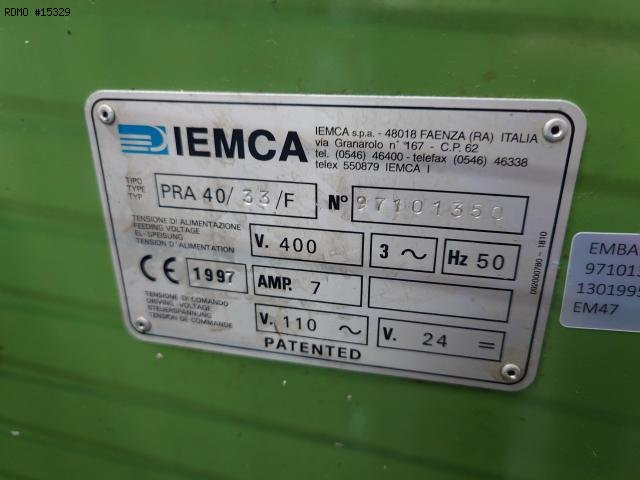 RDMO #15329
IEMCA
IEMCA s.p.a. - 48018 FAENZA (RA) ITALIA
via Granarolo n° 167 - C.P. 62
tel. (0546) 46400 - telefax (0546) 46338
telex 550879 IEMCA I
TIPO
TYPE
TYP
PRA 40/33/F
N° 97101350
TENSIONE DI ALIMENTAZIONE
FEEDING VOLTAGE
EL-SPEISUNG
TENSION D'ALIMENTATION
V. 400
3 ~
Hz 50
CE 1997
AMP. 7
TENSIONE DI COMANDO
DRIVING VOLTAGE
STEUERSPANNUNG
TENSION DE COMMANDE
V. 110 ~
V. 24 =
PATENTED
002000780 - 1810
EMBA
97101
1301995
EM47